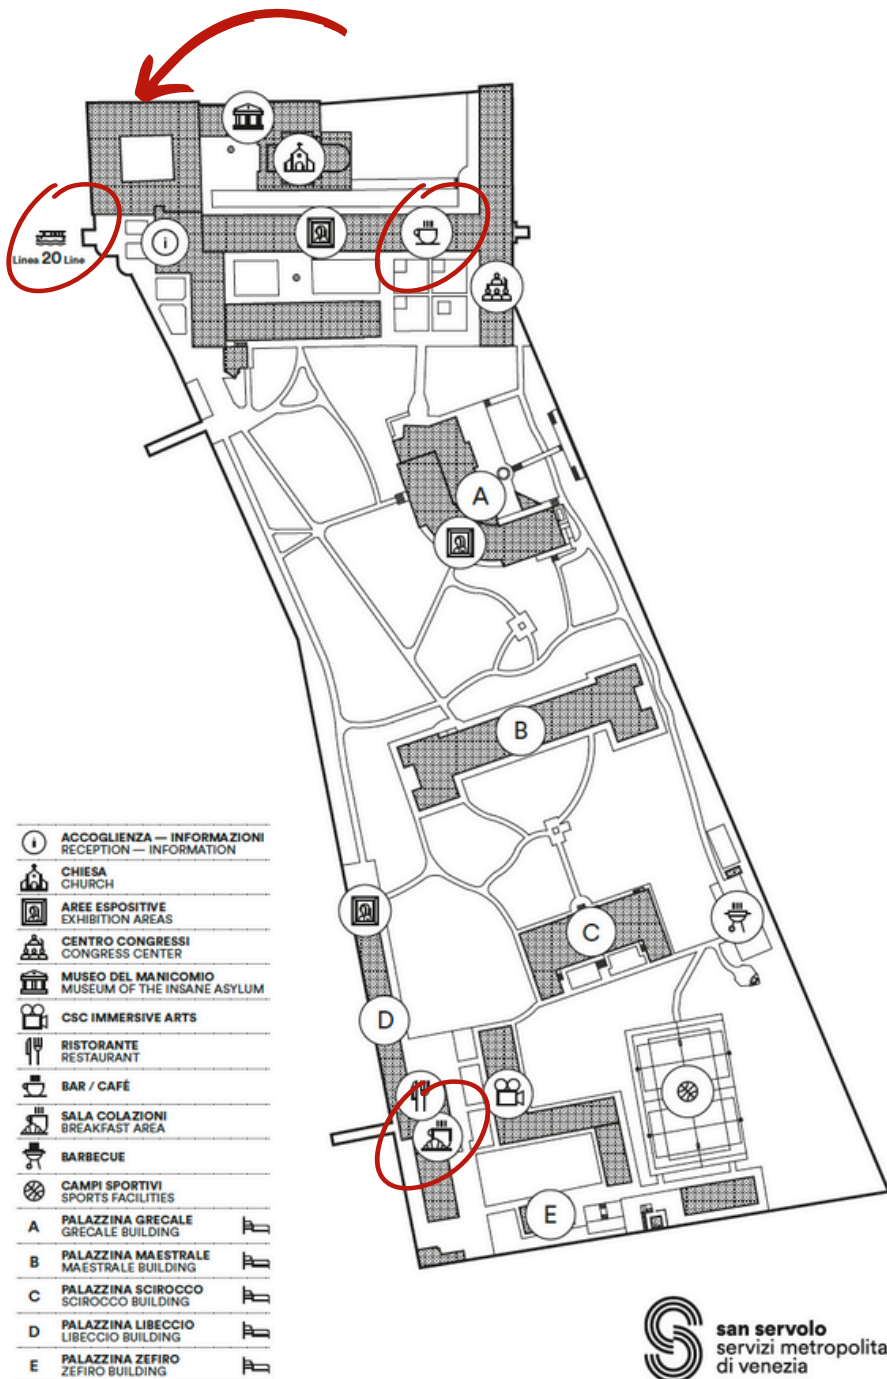 Linea 20 Line
i
A
B
C
D
E
i ACCOGLIENZA — INFORMAZIONI
RECEPTION — INFORMATION
CHIESA
CHURCH
AREE ESPOSITIVE
EXHIBITION AREAS
CENTRO CONGRESSI
CONGRESS CENTER
MUSEO DEL MANICOMIO
MUSEUM OF THE INSANE ASYLUM
CSC IMMERSIVE ARTS
RISTORANTE
RESTAURANT
BAR / CAFÉ
SALA COLAZIONI
BREAKFAST AREA
BARBECUE
CAMPI SPORTIVI
SPORTS FACILITIES
A PALAZZINA GRECALE
GRECALE BUILDING
B PALAZZINA MAESTRALE
MAESTRALE BUILDING
C PALAZZINA SCIROCCO
SCIROCCO BUILDING
D PALAZZINA LIBECCIO
LIBECCIO BUILDING
E PALAZZINA ZEFIRO
ZEFIRO BUILDING
san servolo
servizi metropolita
di venezia